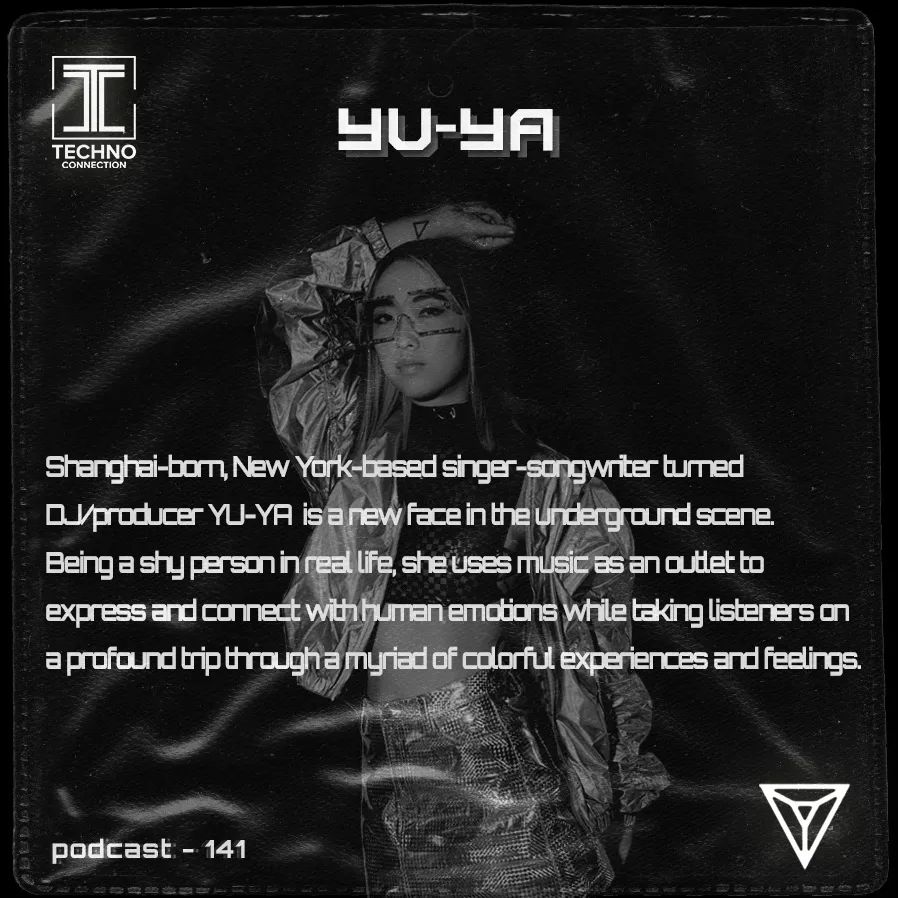 TECHNO
CONNECTION
YU-YA
Shanghai-born, New York-based singer-songwriter turned
DJ/producer YU-YA is a new face in the underground scene.
Being a shy person in real life, she uses music as an outlet to
express and connect with human emotions while taking listeners on
a profound trip through a myriad of colorful experiences and feelings.
podcast - 141